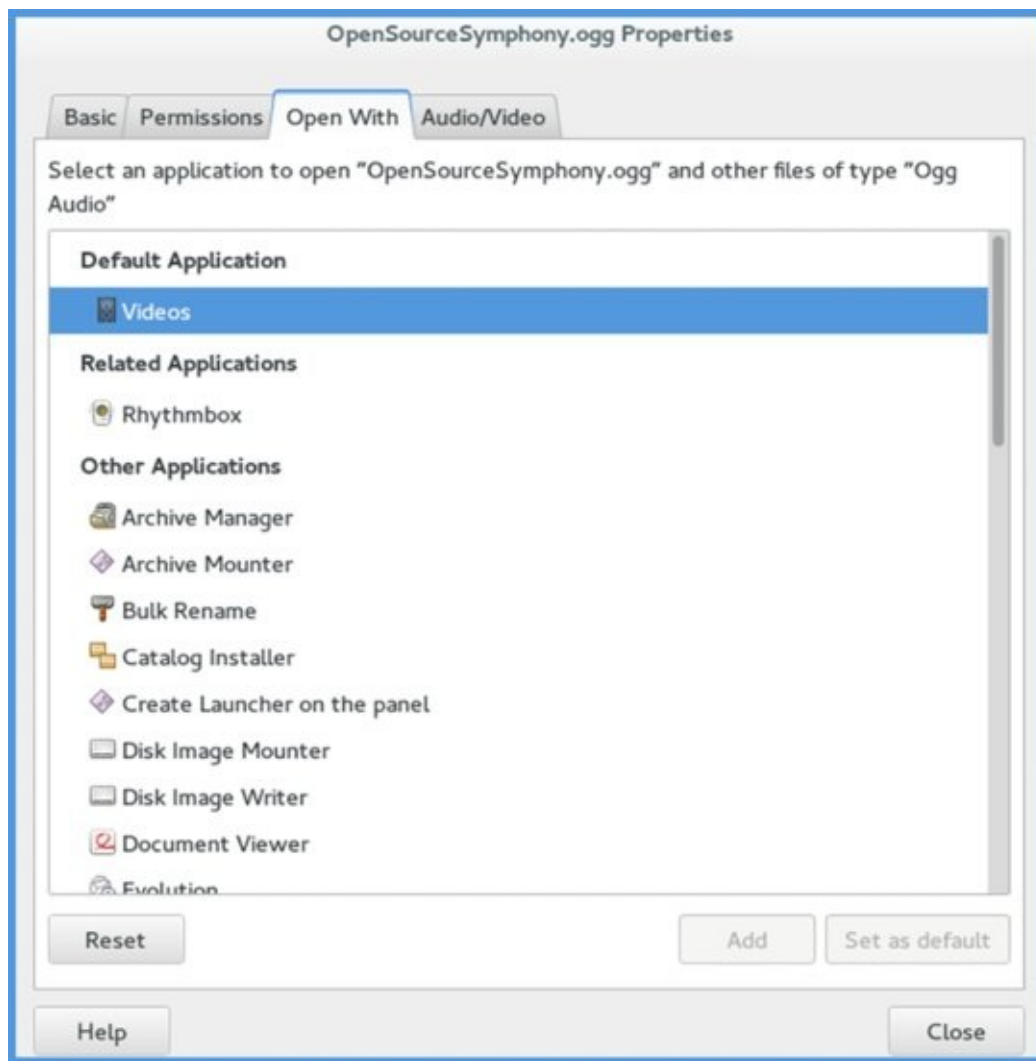 OpenSourceSymphony.ogg Properties
Basic Permissions Open With Audio/Video
Select an application to open "OpenSourceSymphony.ogg" and other files of type "Ogg
Audio"
Default Application
Videos
Related Applications
Rhythmbox
Other Applications
Archive Manager
Archive Mounter
Bulk Rename
Catalog Installer
Create Launcher on the panel
Disk Image Mounter
Disk Image Writer
Document Viewer
Evolution
Reset Add Set as default
Help Close